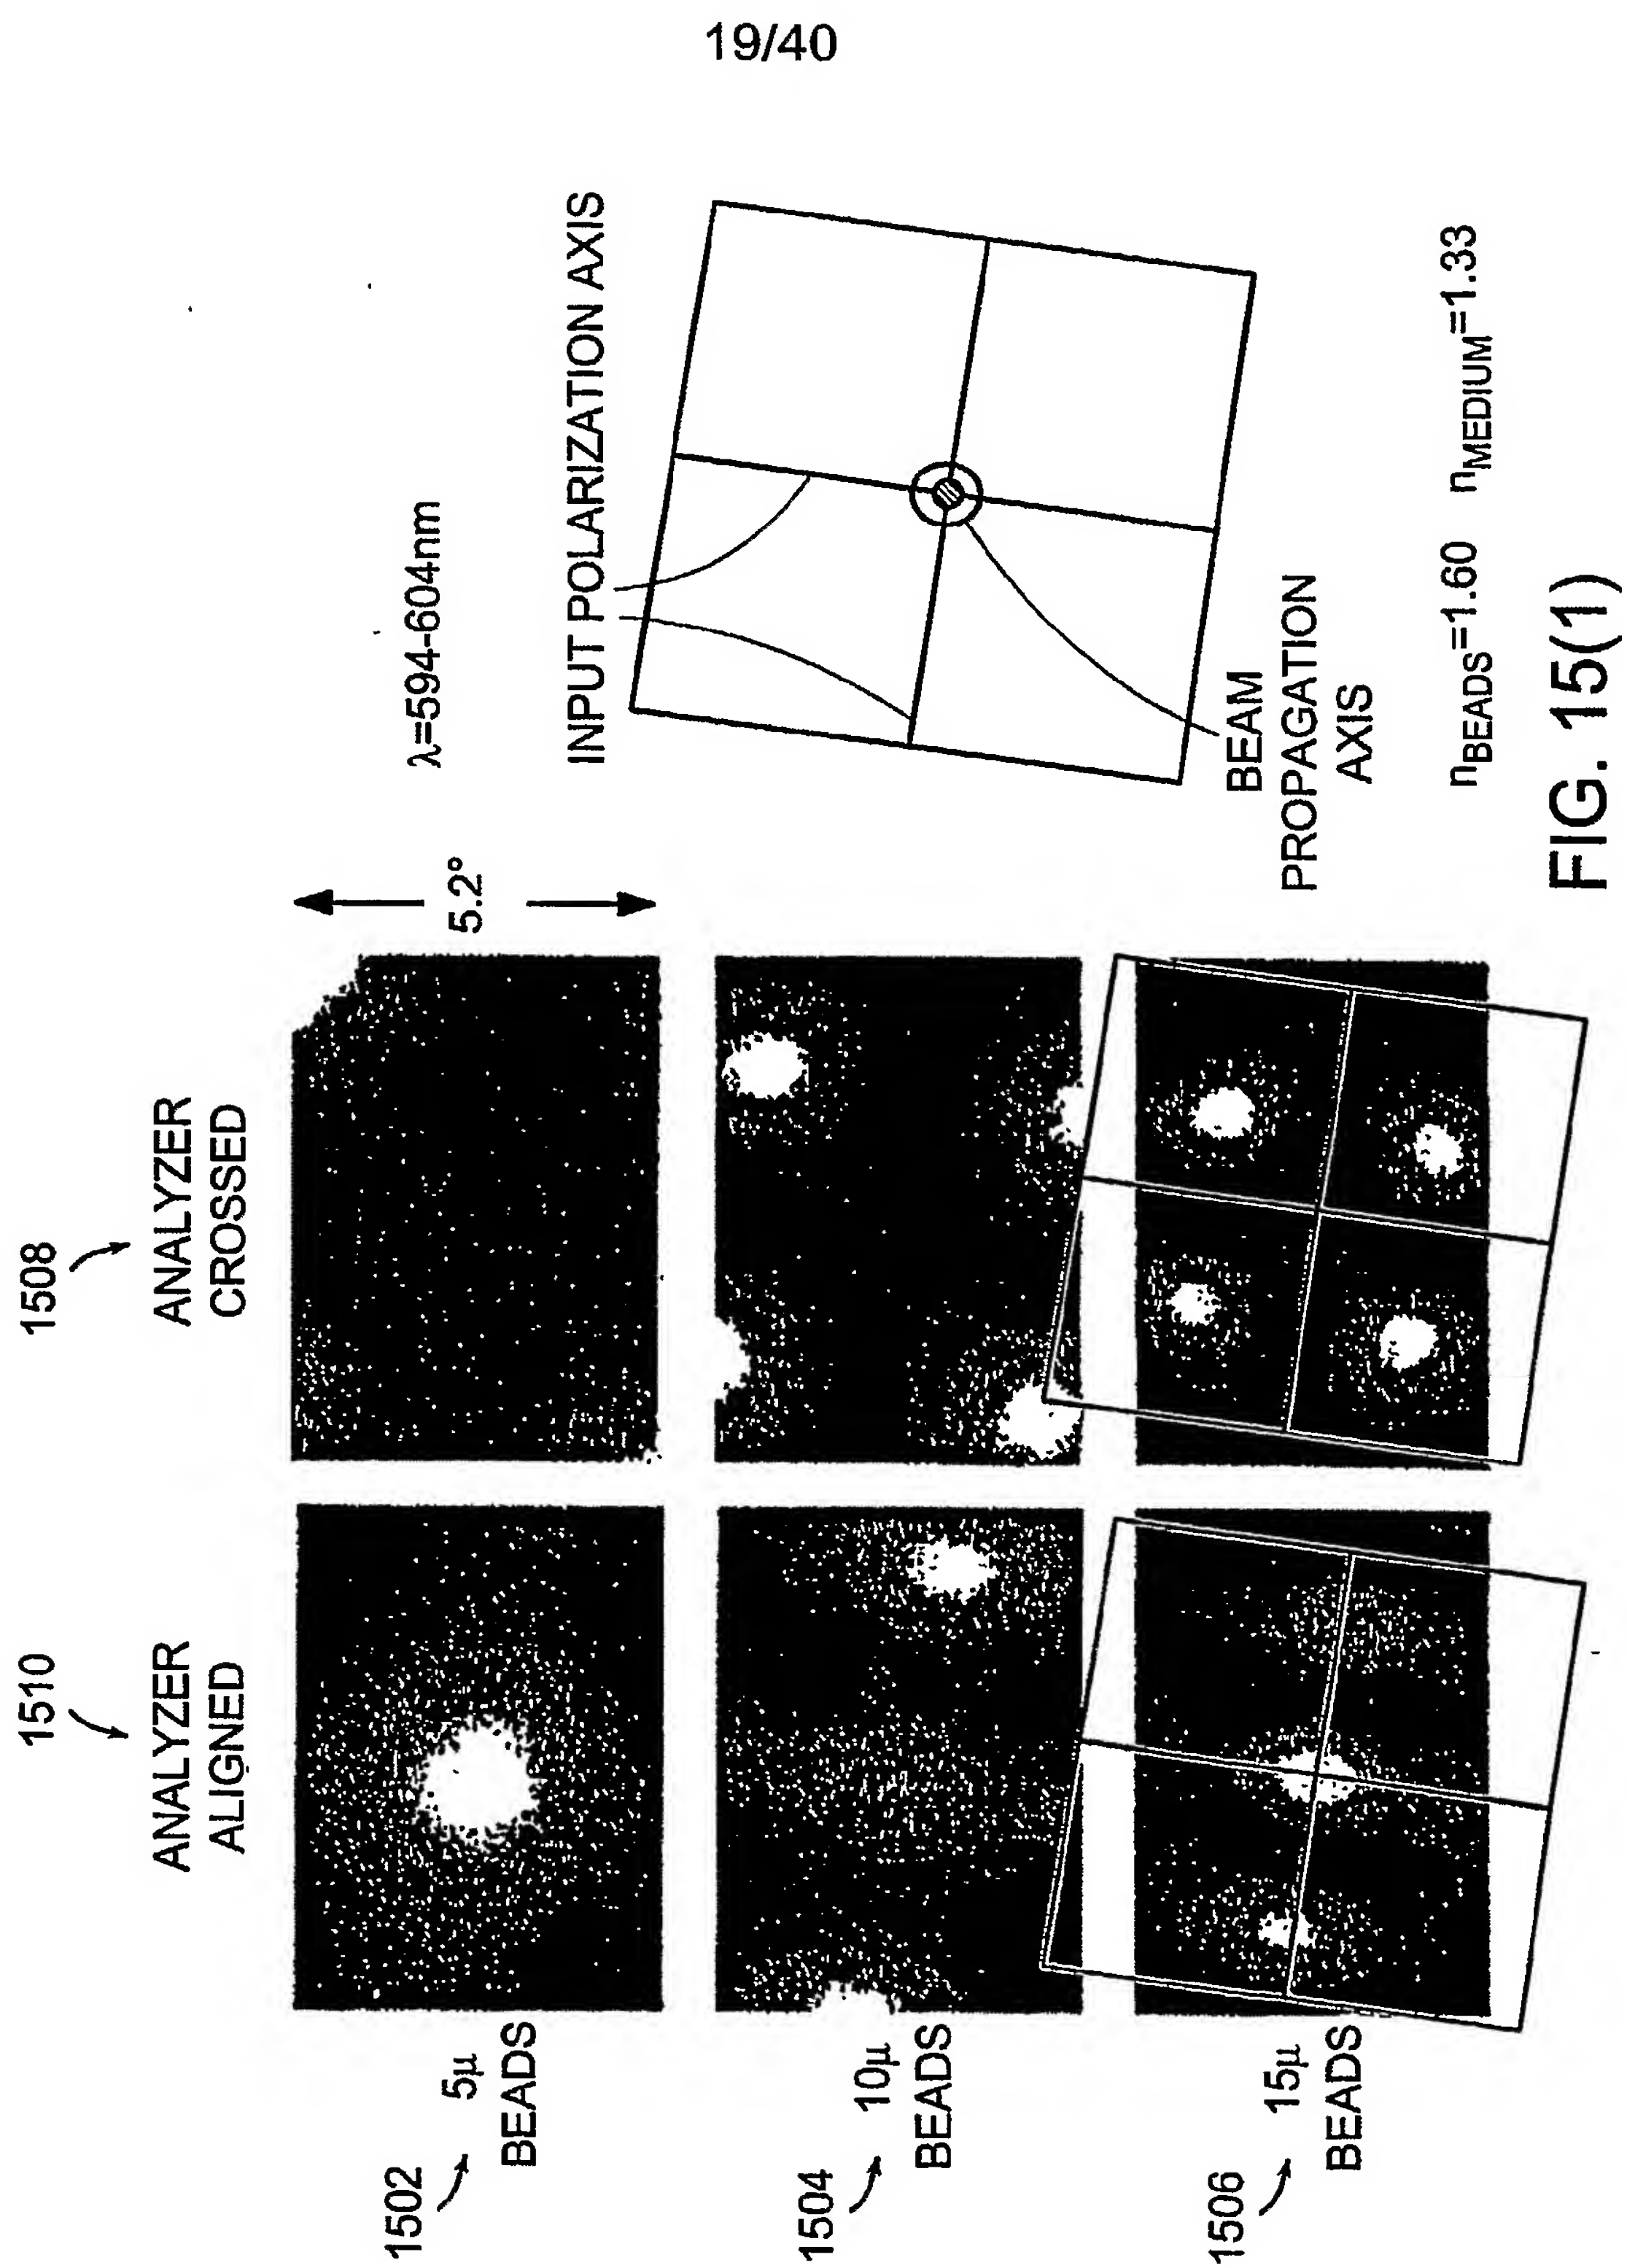 19/40
1510
1508
ANALYZER
ALIGNED
ANALYZER
CROSSED
1502
5μ
BEADS
5.2°
1504
10μ
BEADS
1506
15μ
BEADS
λ=594-604nm
INPUT POLARIZATION AXIS
BEAM
PROPAGATION
AXIS
nBEADS=1.60 nMEDIUM=1.33
FIG. 15(1)